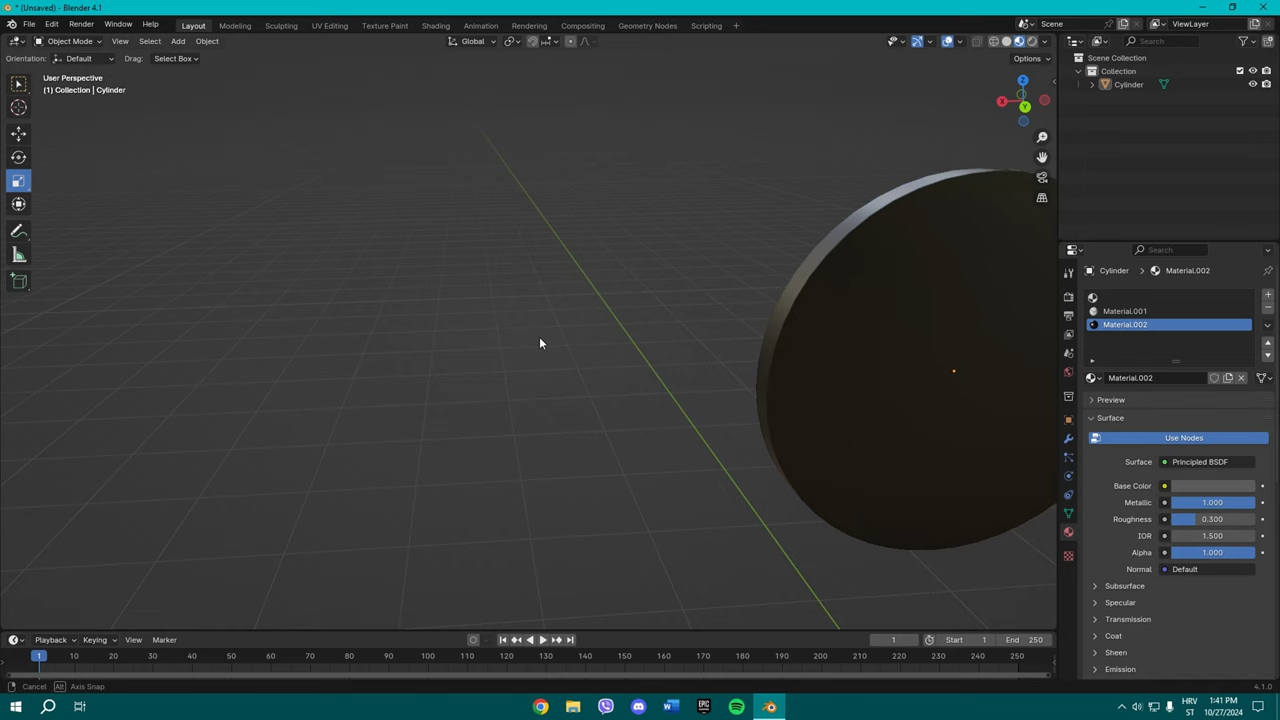 * (Unsaved) - Blender 4.1
File Edit Render Window Help Layout Modeling Sculpting UV Editing Texture Paint Shading Animation Rendering Compositing Geometry Nodes Scripting + Scene ViewLayer
Object Mode View Select Add Object Global Search
Orientation: Default Drag: Select Box Options
User Perspective
(1) Collection | Cylinder
Z
X
Y
Scene Collection
Collection
Cylinder
Search
Cylinder > Material.002
Material.001
Material.002
Material.002
Preview
Surface
Use Nodes
Surface Principled BSDF
Base Color
Metallic 1.000
Roughness 0.300
IOR 1.500
Alpha 1.000
Normal Default
Subsurface
Specular
Transmission
Coat
Sheen
Emission
Playback Keying View Marker 1 Start 1 End 250
1 10 20 30 40 50 60 70 80 90 100 110 120 130 140 150 160 170 180 190 200 210 220 230 240 250
Cancel Alt Axis Snap 4.1.0
HRV 1:41 PM
ST 10/27/2024